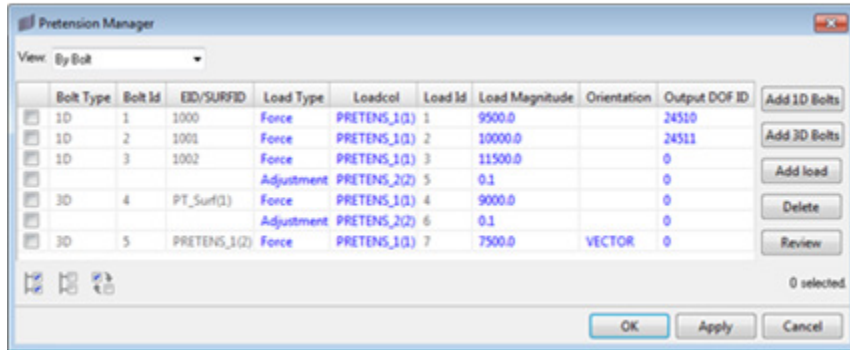 Pretension Manager
View: By Bolt
Bolt Type Bolt Id EID/SURFID Load Type Loadcol Load Id Load Magnitude Orientation Output DOF ID
1D 1 1000 Force PRETENS_1(1) 1 9500.0 24510
1D 2 1001 Force PRETENS_1(1) 2 10000.0 24511
1D 3 1002 Force PRETENS_1(1) 3 11500.0 0
Adjustment PRETENS_2(2) 5 0.1 0
3D 4 PT_Surf(1) Force PRETENS_1(1) 4 9000.0 0
Adjustment PRETENS_2(2) 6 0.1 0
3D 5 PRETENS_1(2) Force PRETENS_1(1) 7 7500.0 VECTOR 0
Add 1D Bolts
Add 3D Bolts
Add load
Delete
Review
0 selected.
OK Apply Cancel